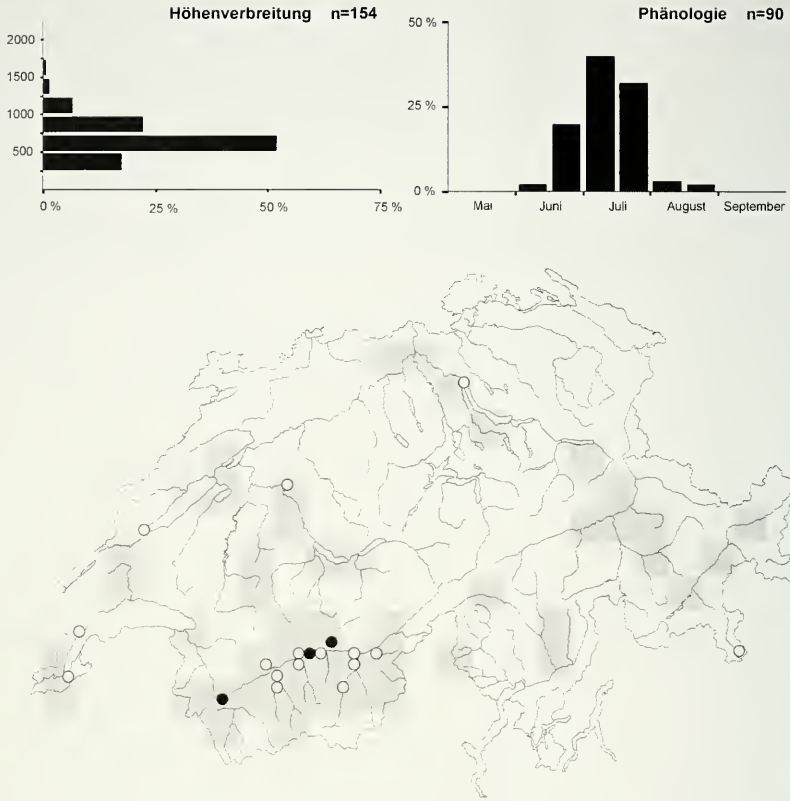 Höhenverbreitung n=154
2000
1500
1000
500
0 %
25 %
50 %
75 %
Phänologie n=90
50 %
25 %
0 %
Mai
Juni
Juli
August
September